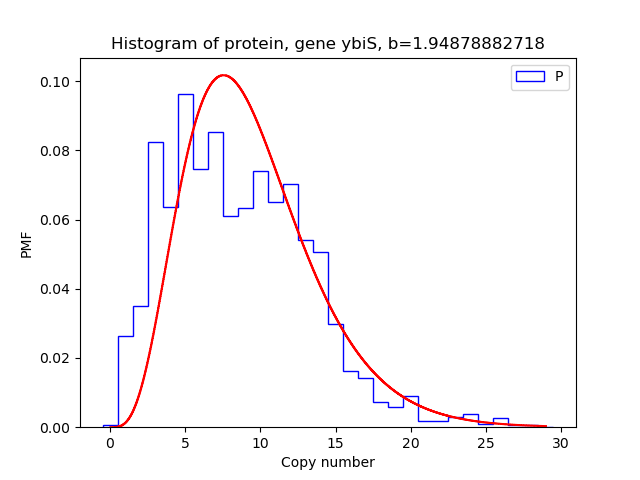 Histogram of protein, gene ybiS, b=1.94878882718
P
0.10
0.08
0.06
0.04
0.02
0.00
PMF
0 5 10 15 20 25 30
Copy number